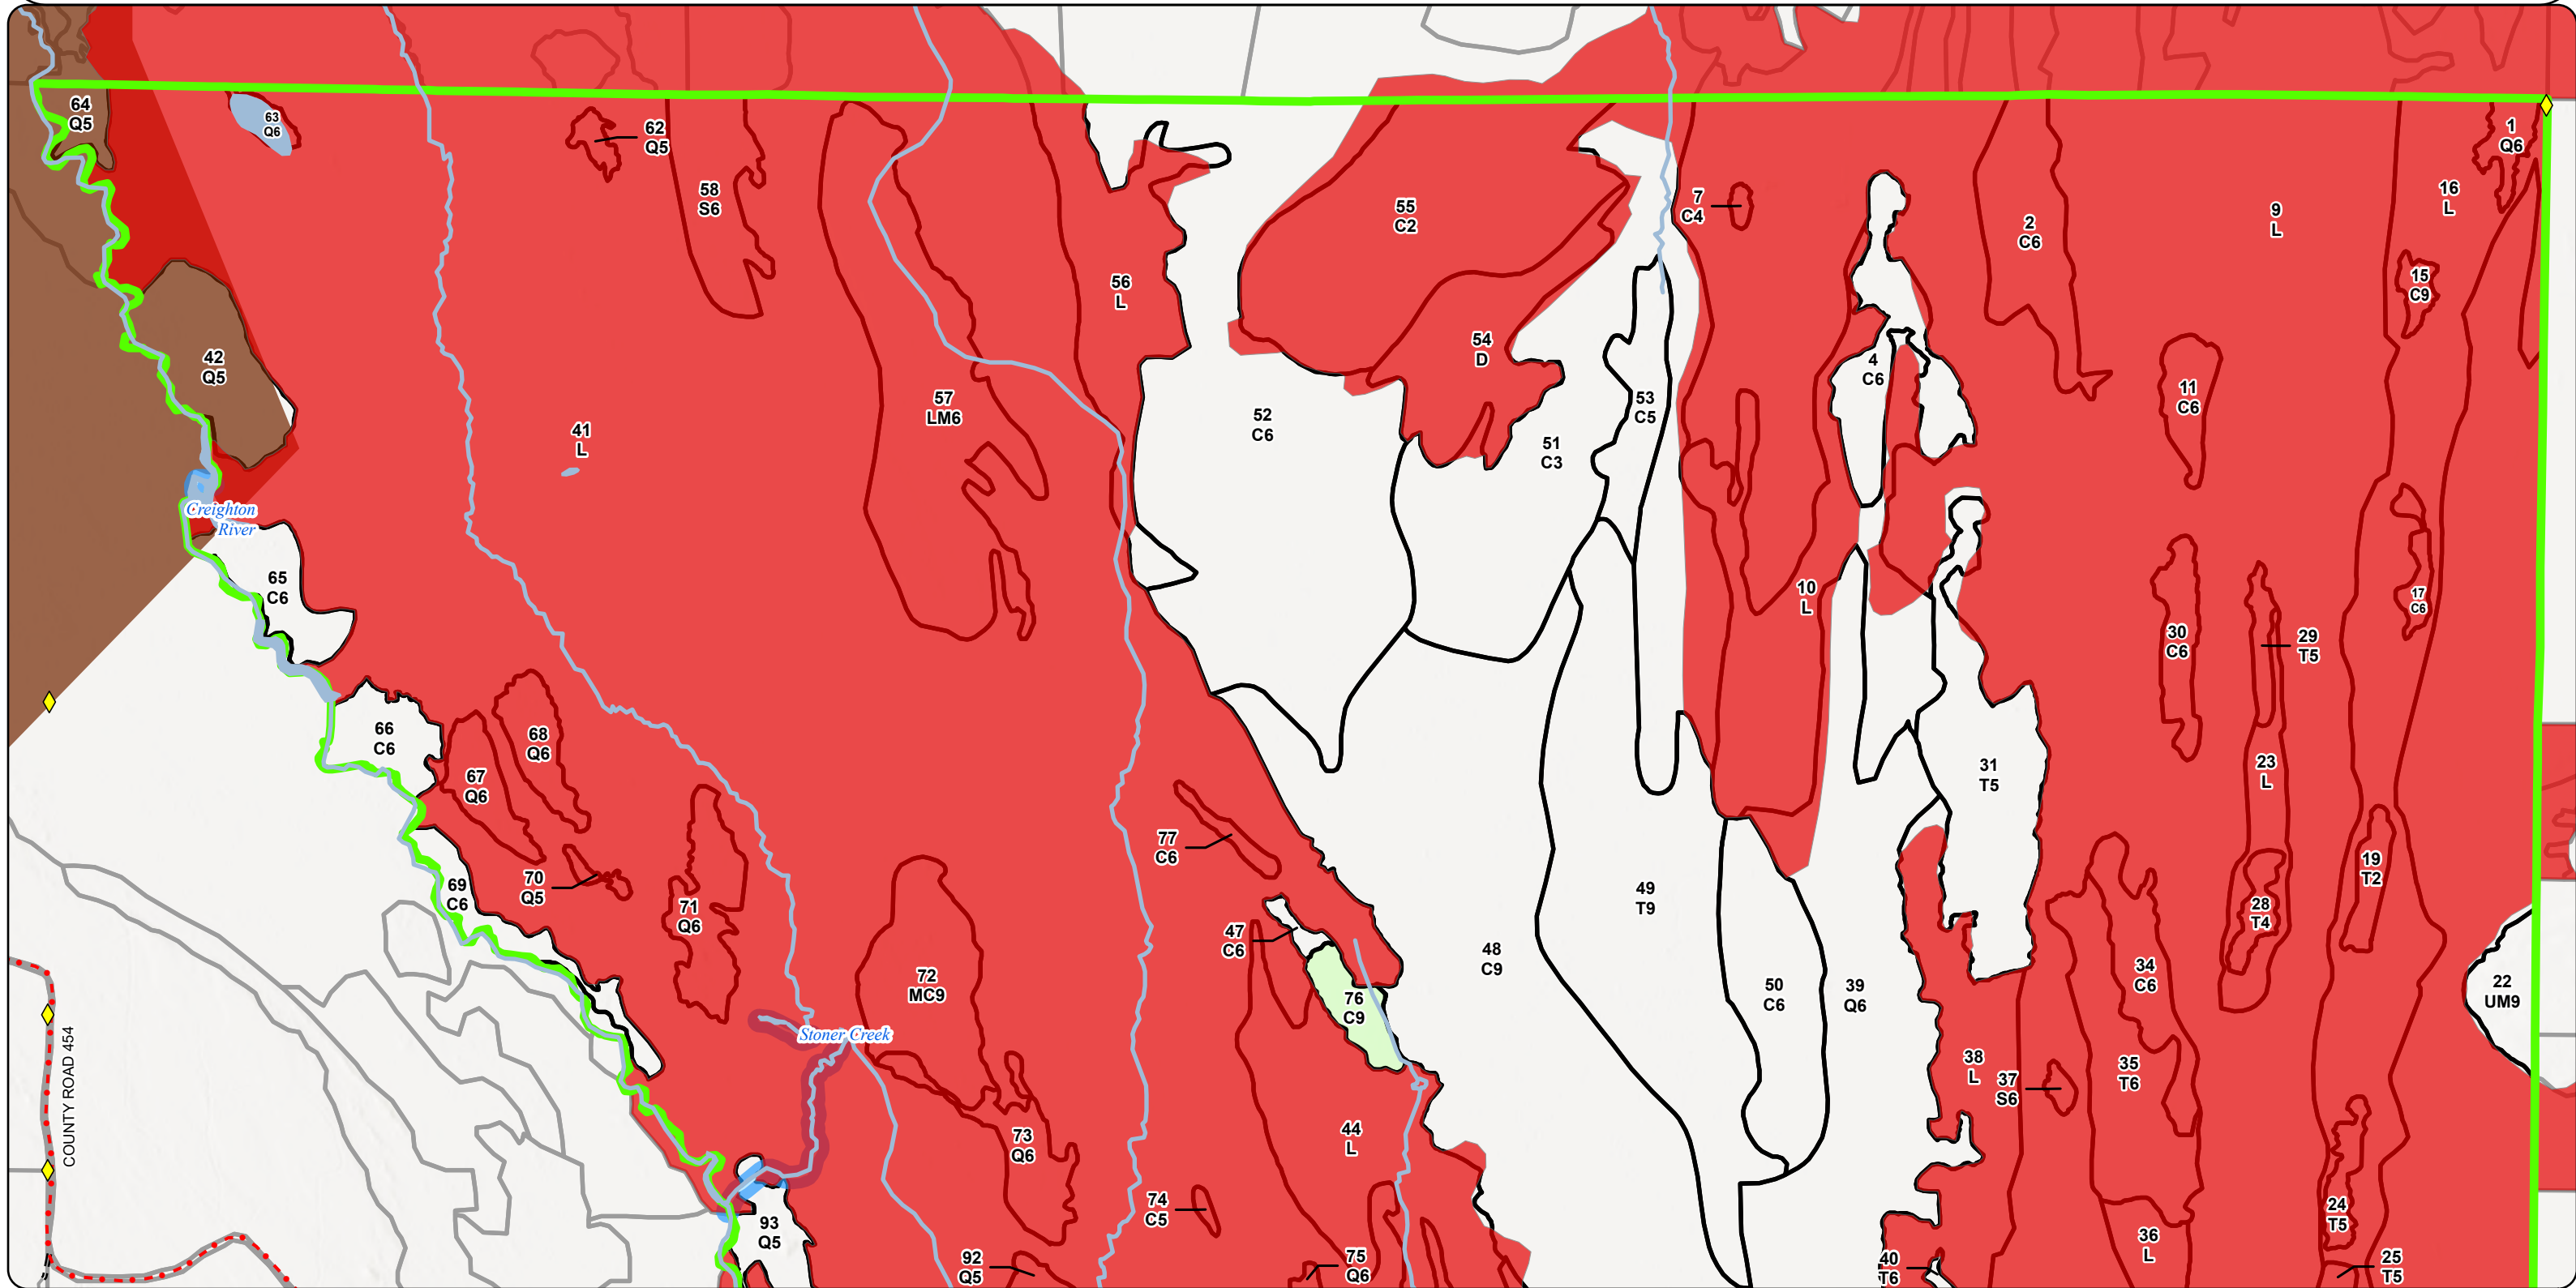 64
Q5
63
Q6
62
Q5
58
S6
1
Q6
16
L
7
C4
55
C2
2
C6
9
L
56
L
15
C9
42
Q5
54
D
4
C6
11
C6
57
LM6
53
C5
52
C6
51
C3
41
L
Creighton
River
65
C6
10
L
17
C6
30
C6
29
T5
66
C6
68
Q6
67
Q6
31
T5
23
L
77
C6
69
C6
70
Q5
71
Q6
49
T9
19
T2
28
T4
47
C6
48
C9
72
MC9
76
C9
50
C6
39
Q6
34
C6
22
UM9
Stoner Creek
38
L
37
S6
35
T6
COUNTY ROAD 454
73
Q6
44
L
74
C5
93
Q5
24
T5
36
L
92
Q5
75
Q6
40
T6
25
T5